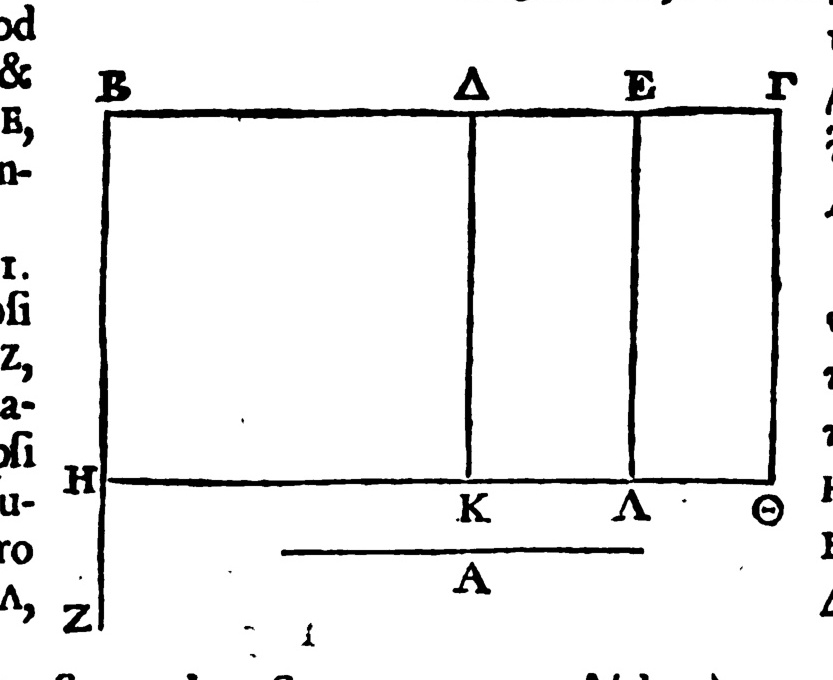 od
&
B Δ E Γ
E,
n-
I.
ſi
Z,
a-
ſi
H
u-
K Λ Θ
ro
A
Λ,
Z